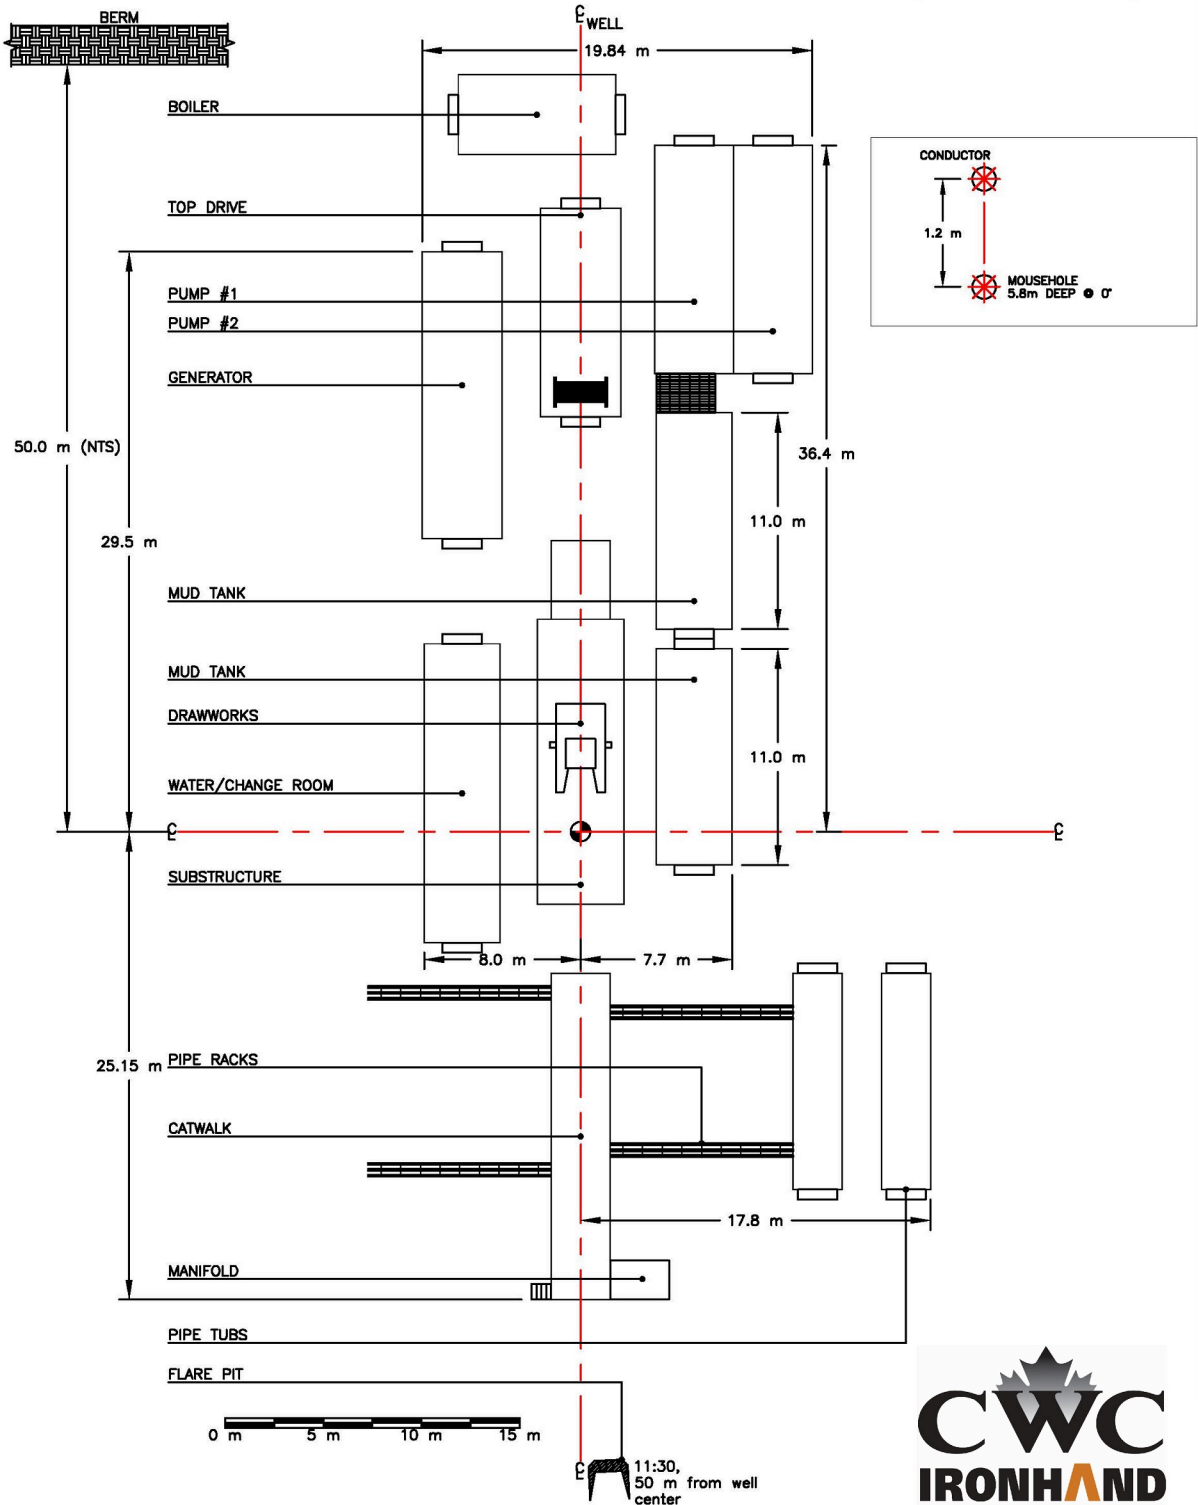 BERM
℄ WELL
19.84 m
BOILER
CONDUCTOR
TOP DRIVE
1.2 m
MOUSEHOLE
5.8m DEEP @ 0°
PUMP #1
PUMP #2
GENERATOR
50.0 m (NTS)
36.4 m
11.0 m
29.5 m
MUD TANK
MUD TANK
DRAWWORKS
11.0 m
WATER/CHANGE ROOM
℄
℄
SUBSTRUCTURE
8.0 m
7.7 m
25.15 m
PIPE RACKS
CATWALK
17.8 m
MANIFOLD
PIPE TUBS
FLARE PIT
0 m 5 m 10 m 15 m
℄
11:30,
50 m from well
center
CWC
IRONHAND